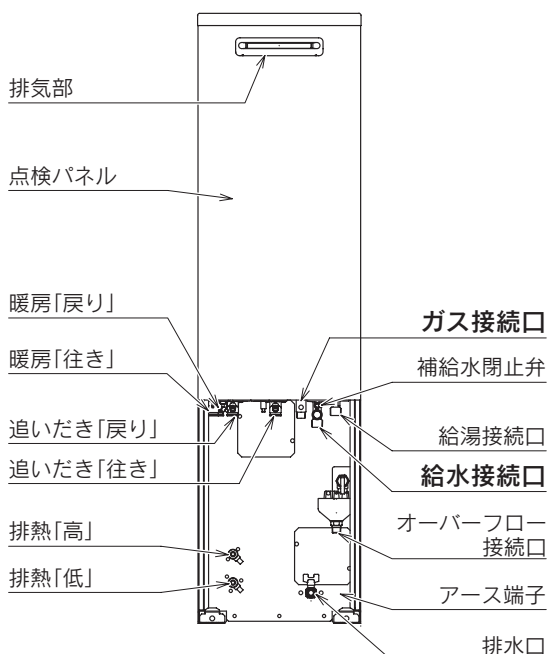 排気部
点検パネル
暖房｢戻り｣
暖房｢往き｣
追いだき｢戻り｣
追いだき｢往き｣
排熱｢高｣
排熱｢低｣
ガス接続口
補給水閉止弁
給湯接続口
給水接続口
オーバーフロー
接続口
アース端子
排水口